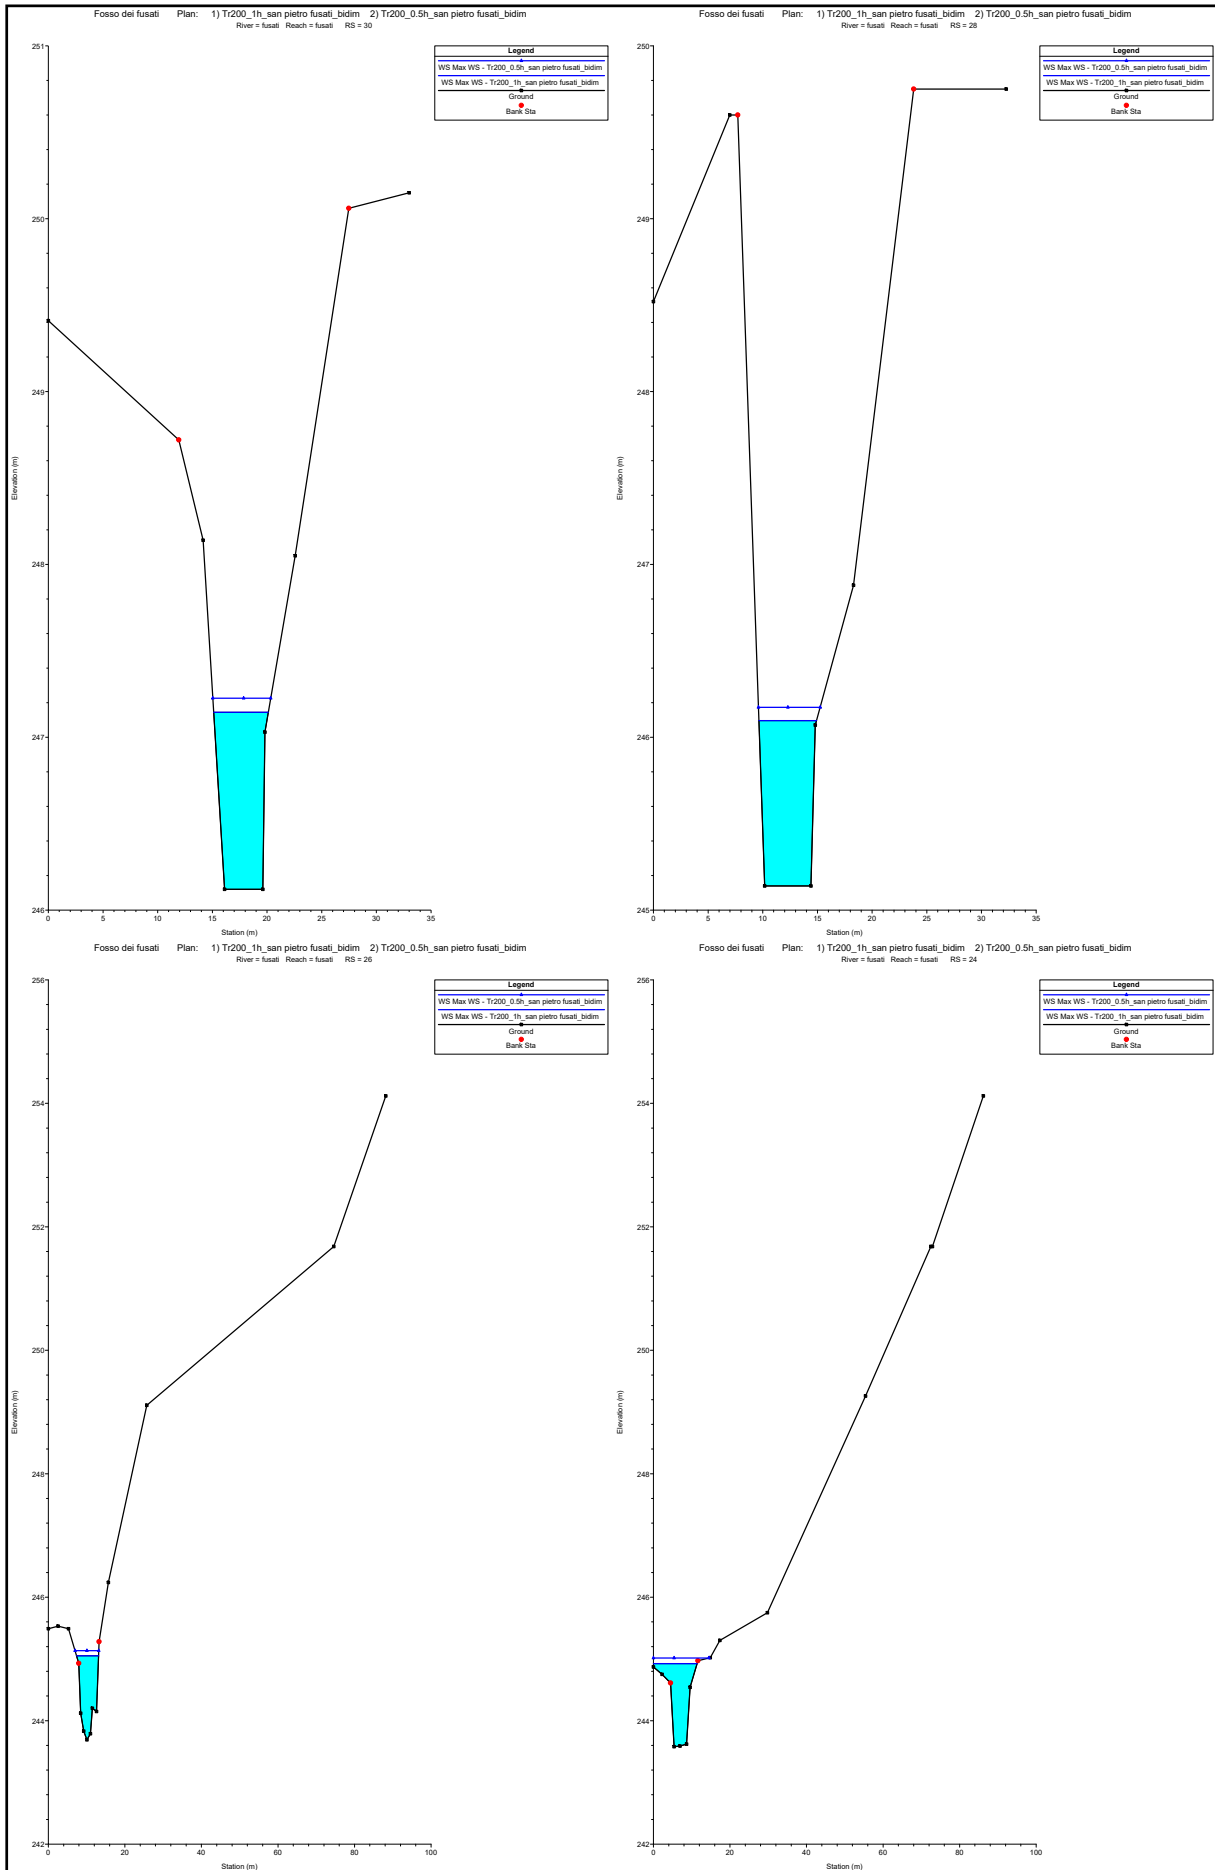 Fosso dei fusati Plan: 1) Tr200_1h_san pietro fusati_bidim 2) Tr200_0.5h_san pietro fusati_bidim
River = fusati Reach = fusati RS = 30
251
250
249
248
247
246
Elevation (m)
0 5 10 15 20 25 30 35
Station (m)
Legend
WS Max WS - Tr200_0.5h_san pietro fusati_bidim
WS Max WS - Tr200_1h_san pietro fusati_bidim
Ground
Bank Sta
Fosso dei fusati Plan: 1) Tr200_1h_san pietro fusati_bidim 2) Tr200_0.5h_san pietro fusati_bidim
River = fusati Reach = fusati RS = 28
250
249
248
247
246
245
Elevation (m)
0 5 10 15 20 25 30 35
Station (m)
Legend
WS Max WS - Tr200_0.5h_san pietro fusati_bidim
WS Max WS - Tr200_1h_san pietro fusati_bidim
Ground
Bank Sta
Fosso dei fusati Plan: 1) Tr200_1h_san pietro fusati_bidim 2) Tr200_0.5h_san pietro fusati_bidim
River = fusati Reach = fusati RS = 26
256
254
252
250
248
246
244
242
Elevation (m)
0 20 40 60 80 100
Station (m)
Legend
WS Max WS - Tr200_0.5h_san pietro fusati_bidim
WS Max WS - Tr200_1h_san pietro fusati_bidim
Ground
Bank Sta
Fosso dei fusati Plan: 1) Tr200_1h_san pietro fusati_bidim 2) Tr200_0.5h_san pietro fusati_bidim
River = fusati Reach = fusati RS = 24
256
254
252
250
248
246
244
242
Elevation (m)
0 20 40 60 80 100
Station (m)
Legend
WS Max WS - Tr200_0.5h_san pietro fusati_bidim
WS Max WS - Tr200_1h_san pietro fusati_bidim
Ground
Bank Sta